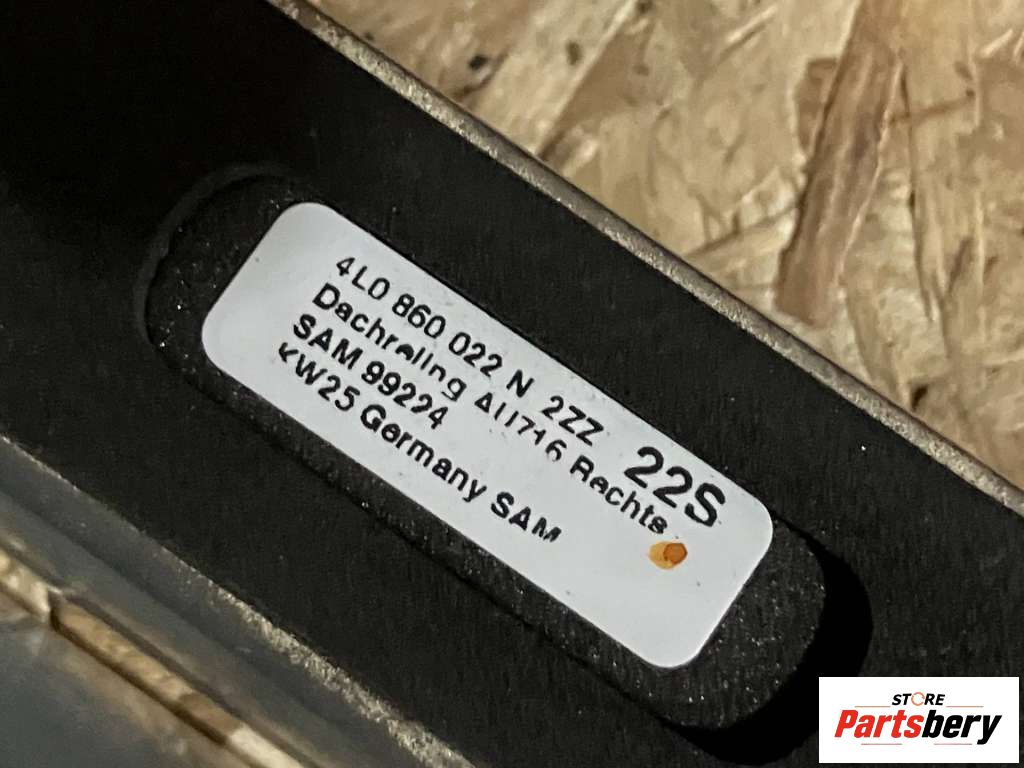 4L0 860 022 N 2ZZ
22S
Dachreling AU716 Rechts
SAM 99224
KW25 Germany SAM
STORE
Partsbery